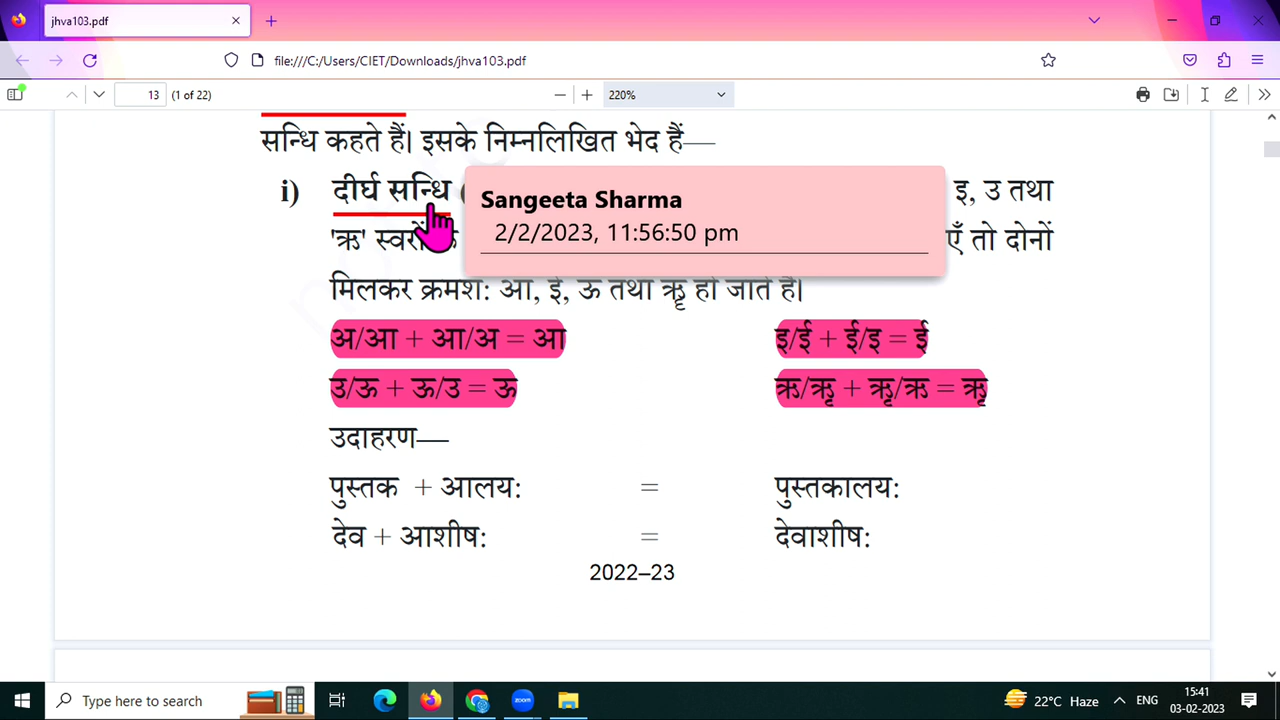 jhva103.pdf
file:///C:/Users/CIET/Downloads/jhva103.pdf
13 (1 of 22)
220%
सन्धि कहते हैं। इसके निम्नलिखित भेद हैं—
i) दीर्घ सन्धि ( इ, उ तथा
Sangeeta Sharma
2/2/2023, 11:56:50 pm
'ऋ' स्वरों के एँ तो दोनों
मिलकर क्रमश: आ, ई, ऊ तथा ॠ हो जाते हैं।
अ/आ + आ/अ = आ इ/ई + ई/इ = ई
उ/ऊ + ऊ/उ = ऊ ऋ/ॠ + ॠ/ऋ = ॠ
उदाहरण—
पुस्तक + आलय: = पुस्तकालय:
देव + आशीष: = देवाशीष:
2022–23
Type here to search
zoom
22°C Haze
ENG
15:41
03-02-2023